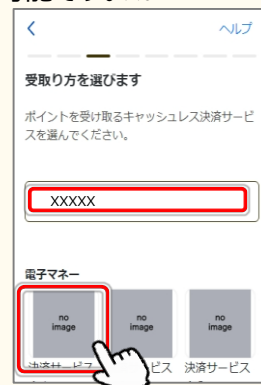 ヘルプ
受取り方を選びます
ポイントを受け取るキャッシュレス決済サービ
スを選んでください。
XXXXX
電子マネー
no image
no image
no image
決済サービス
ビス
決済サービス